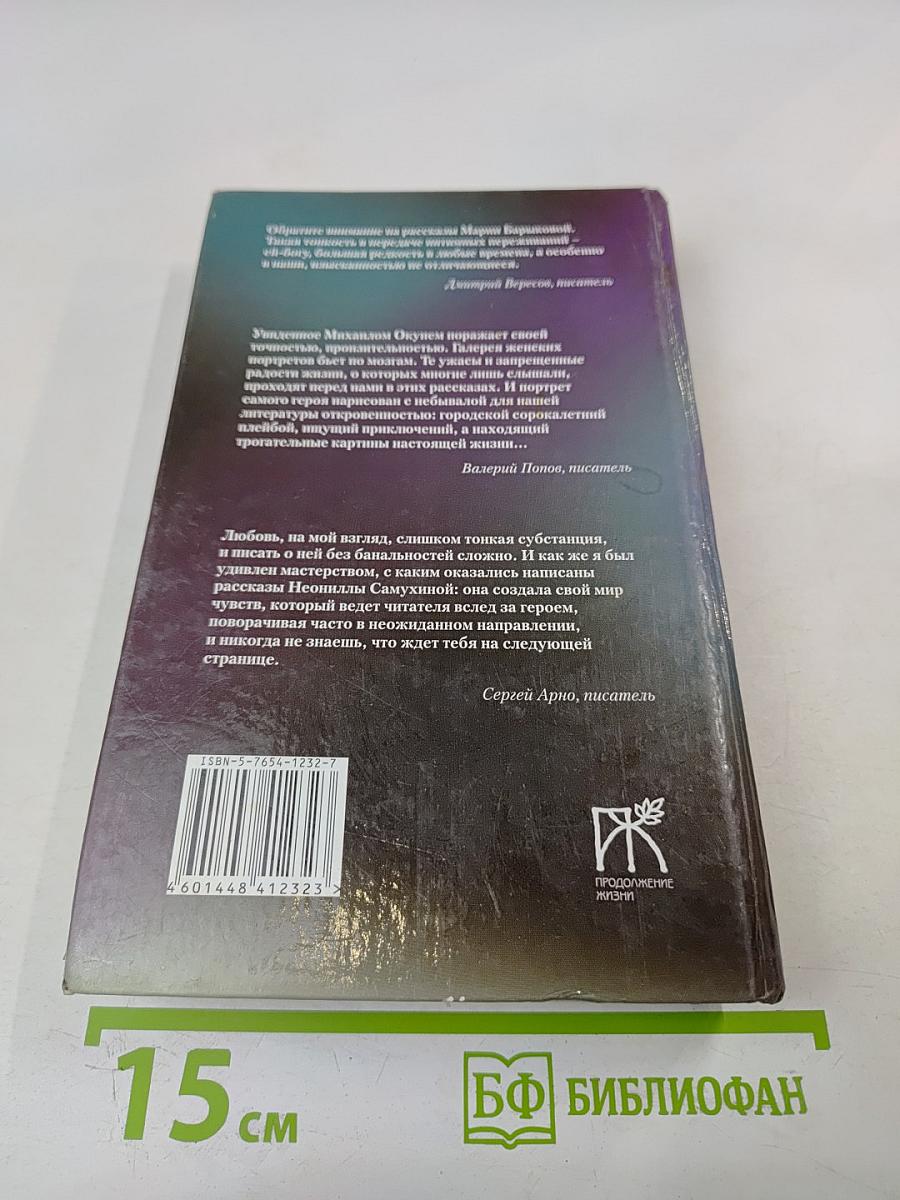 Обратите внимание на рассказы Марии Барыковой.
Такая тонкость в передаче интимных переживаний –
ей-богу, большая редкость в любые времена, а особенно
в наши, изысканностью не отличающиеся.
Дмитрий Вересов, писатель
Увиденное Михаилом Окунем поражает своей
точностью, пронзительностью. Галерея женских
портретов бьет по мозгам. Те ужасы и запрещенные
радости жизни, о которых многие лишь слышали,
проходят перед нами в этих рассказах. И портрет
самого героя нарисован с небывалой для нашей
литературы откровенностью: городской сорокалетний
плейбой, ищущий приключений, а находящий
трогательные картины настоящей жизни...
Валерий Попов, писатель
Любовь, на мой взгляд, слишком тонкая субстанция,
и писать о ней без банальностей сложно. И как же я был
удивлен мастерством, с каким оказались написаны
рассказы Неониллы Самухиной: она создала свой мир
чувств, который ведет читателя вслед за героем,
поворачивая часто в неожиданном направлении,
и никогда не знаешь, что ждет тебя на следующей
странице.
Сергей Арно, писатель
ISBN-5-7654-1232-7
4601448412323>
ПРОДОЛЖЕНИЕ
ЖИЗНИ
15 см
БФ БИБЛИОФАН